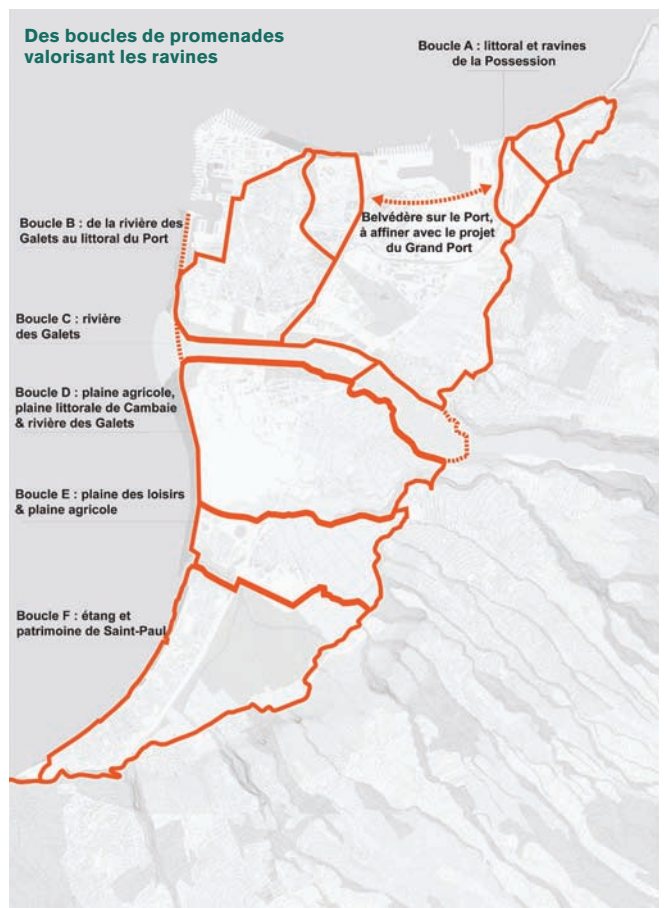 Des boucles de promenades
valorisant les ravines
Boucle A : littoral et ravines
de la Possession
Boucle B : de la rivière des
Galets au littoral du Port
Belvédère sur le Port,
à affiner avec le projet
du Grand Port
Boucle C : rivière
des Galets
Boucle D : plaine agricole,
plaine littorale de Cambaie
& rivière des Galets
Boucle E : plaine des loisirs
& plaine agricole
Boucle F : étang et
patrimoine de Saint-Paul